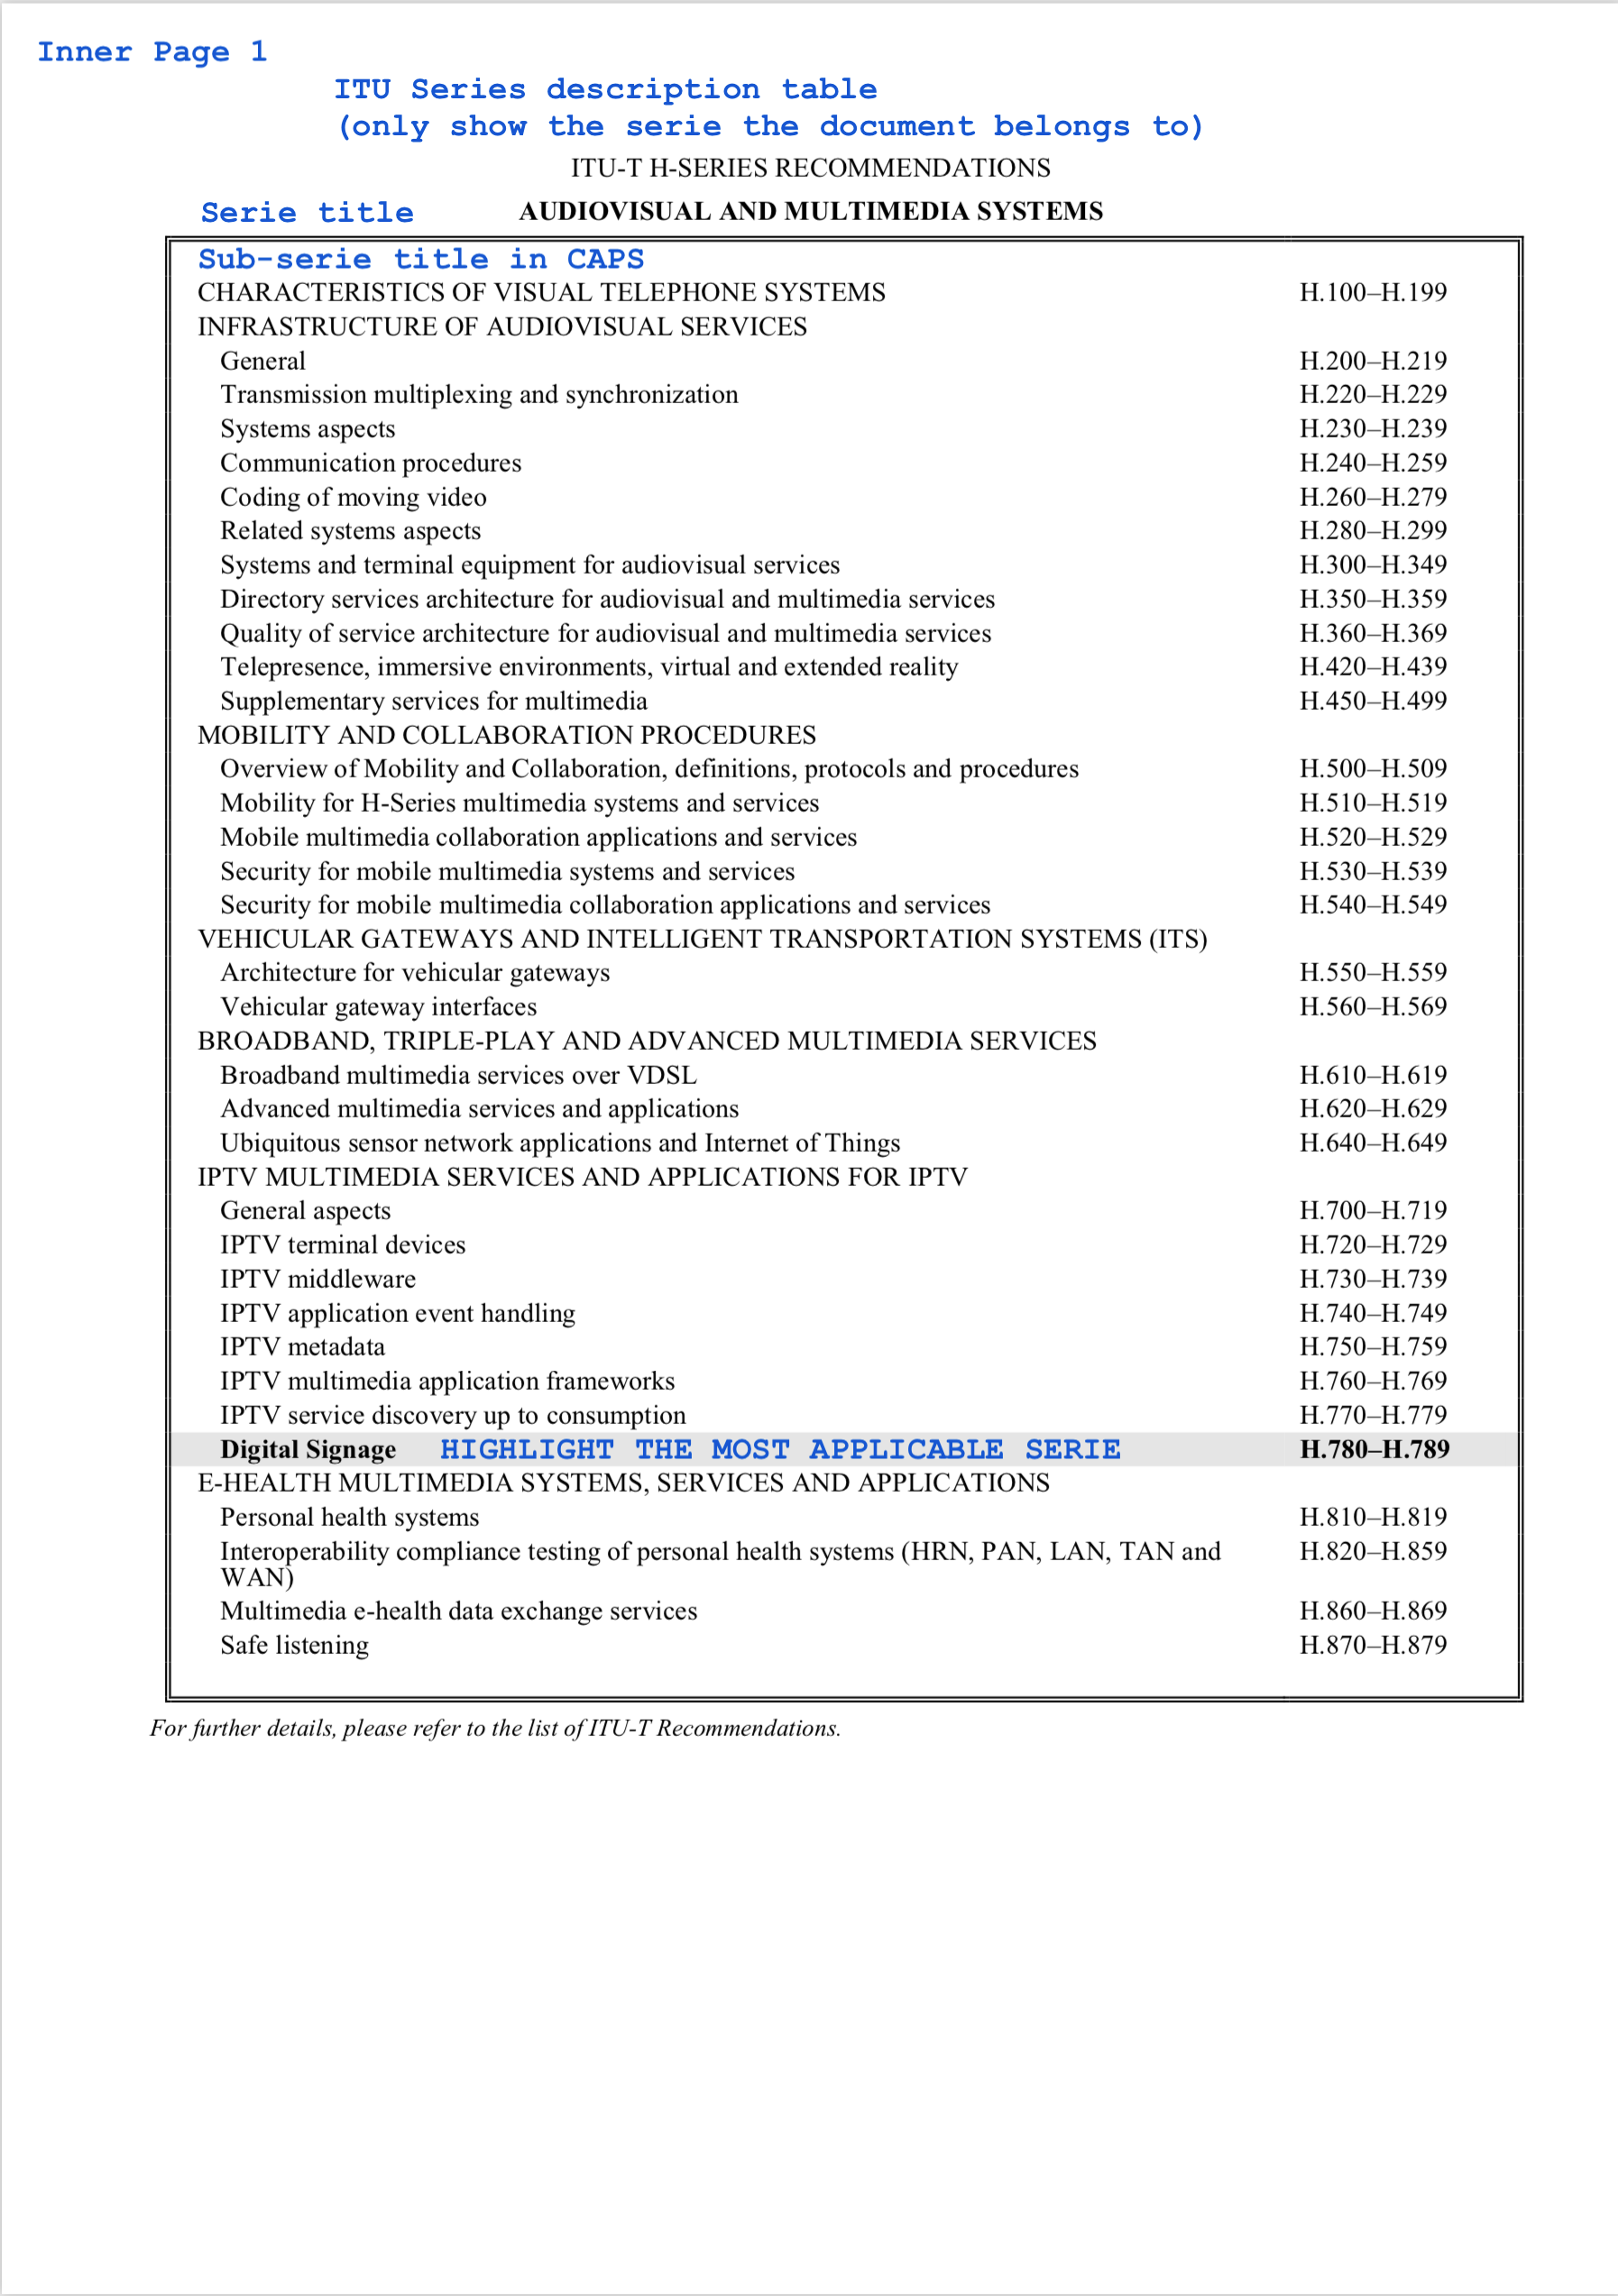 Inner Page 1
ITU Series description table
(only show the serie the document belongs to)
ITU-T H-SERIES RECOMMENDATIONS
Serie title AUDIOVISUAL AND MULTIMEDIA SYSTEMS
Sub-serie title in CAPS
CHARACTERISTICS OF VISUAL TELEPHONE SYSTEMS H.100–H.199
INFRASTRUCTURE OF AUDIOVISUAL SERVICES
General H.200–H.219
Transmission multiplexing and synchronization H.220–H.229
Systems aspects H.230–H.239
Communication procedures H.240–H.259
Coding of moving video H.260–H.279
Related systems aspects H.280–H.299
Systems and terminal equipment for audiovisual services H.300–H.349
Directory services architecture for audiovisual and multimedia services H.350–H.359
Quality of service architecture for audiovisual and multimedia services H.360–H.369
Telepresence, immersive environments, virtual and extended reality H.420–H.439
Supplementary services for multimedia H.450–H.499
MOBILITY AND COLLABORATION PROCEDURES
Overview of Mobility and Collaboration, definitions, protocols and procedures H.500–H.509
Mobility for H-Series multimedia systems and services H.510–H.519
Mobile multimedia collaboration applications and services H.520–H.529
Security for mobile multimedia systems and services H.530–H.539
Security for mobile multimedia collaboration applications and services H.540–H.549
VEHICULAR GATEWAYS AND INTELLIGENT TRANSPORTATION SYSTEMS (ITS)
Architecture for vehicular gateways H.550–H.559
Vehicular gateway interfaces H.560–H.569
BROADBAND, TRIPLE-PLAY AND ADVANCED MULTIMEDIA SERVICES
Broadband multimedia services over VDSL H.610–H.619
Advanced multimedia services and applications H.620–H.629
Ubiquitous sensor network applications and Internet of Things H.640–H.649
IPTV MULTIMEDIA SERVICES AND APPLICATIONS FOR IPTV
General aspects H.700–H.719
IPTV terminal devices H.720–H.729
IPTV middleware H.730–H.739
IPTV application event handling H.740–H.749
IPTV metadata H.750–H.759
IPTV multimedia application frameworks H.760–H.769
IPTV service discovery up to consumption H.770–H.779
Digital Signage HIGHLIGHT THE MOST APPLICABLE SERIE H.780–H.789
E-HEALTH MULTIMEDIA SYSTEMS, SERVICES AND APPLICATIONS
Personal health systems H.810–H.819
Interoperability compliance testing of personal health systems (HRN, PAN, LAN, TAN and H.820–H.859
WAN)
Multimedia e-health data exchange services H.860–H.869
Safe listening H.870–H.879
For further details, please refer to the list of ITU-T Recommendations.